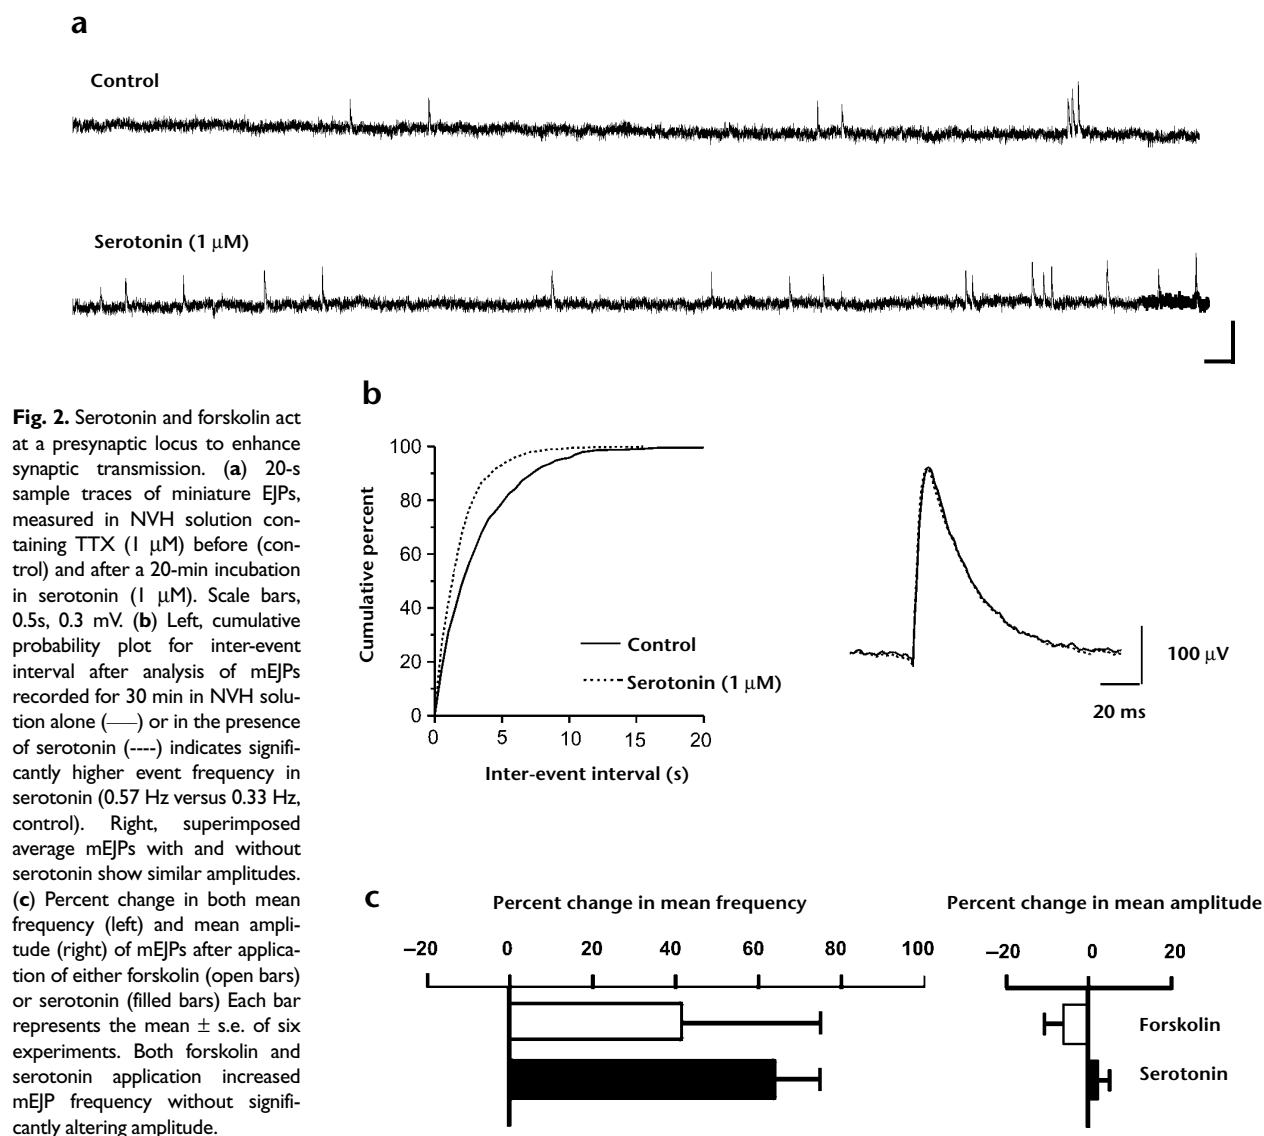 a
Control
Serotonin (1 μM)
Fig. 2. Serotonin and forskolin act
at a presynaptic locus to enhance
synaptic transmission. (a) 20-s
sample traces of miniature EJPs,
measured in NVH solution con-
taining TTX (1 μM) before (con-
trol) and after a 20-min incubation
in serotonin (1 μM). Scale bars,
0.5s, 0.3 mV. (b) Left, cumulative
probability plot for inter-event
interval after analysis of mEJPs
recorded for 30 min in NVH solu-
tion alone (——) or in the presence
of serotonin (----) indicates signifi-
cantly higher event frequency in
serotonin (0.57 Hz versus 0.33 Hz,
control). Right, superimposed
average mEJPs with and without
serotonin show similar amplitudes.
(c) Percent change in both mean
frequency (left) and mean ampli-
tude (right) of mEJPs after applica-
tion of either forskolin (open bars)
or serotonin (filled bars) Each bar
represents the mean ± s.e. of six
experiments. Both forskolin and
serotonin application increased
mEJP frequency without signifi-
cantly altering amplitude.
b
Cumulative percent
100
80
60
40
20
0
0 5 10 15 20
Inter-event interval (s)
Control
Serotonin (1 μM)
100 μV
20 ms
c
Percent change in mean frequency
–20 0 20 40 60 80 100
Percent change in mean amplitude
–20 0 20
Forskolin
Serotonin